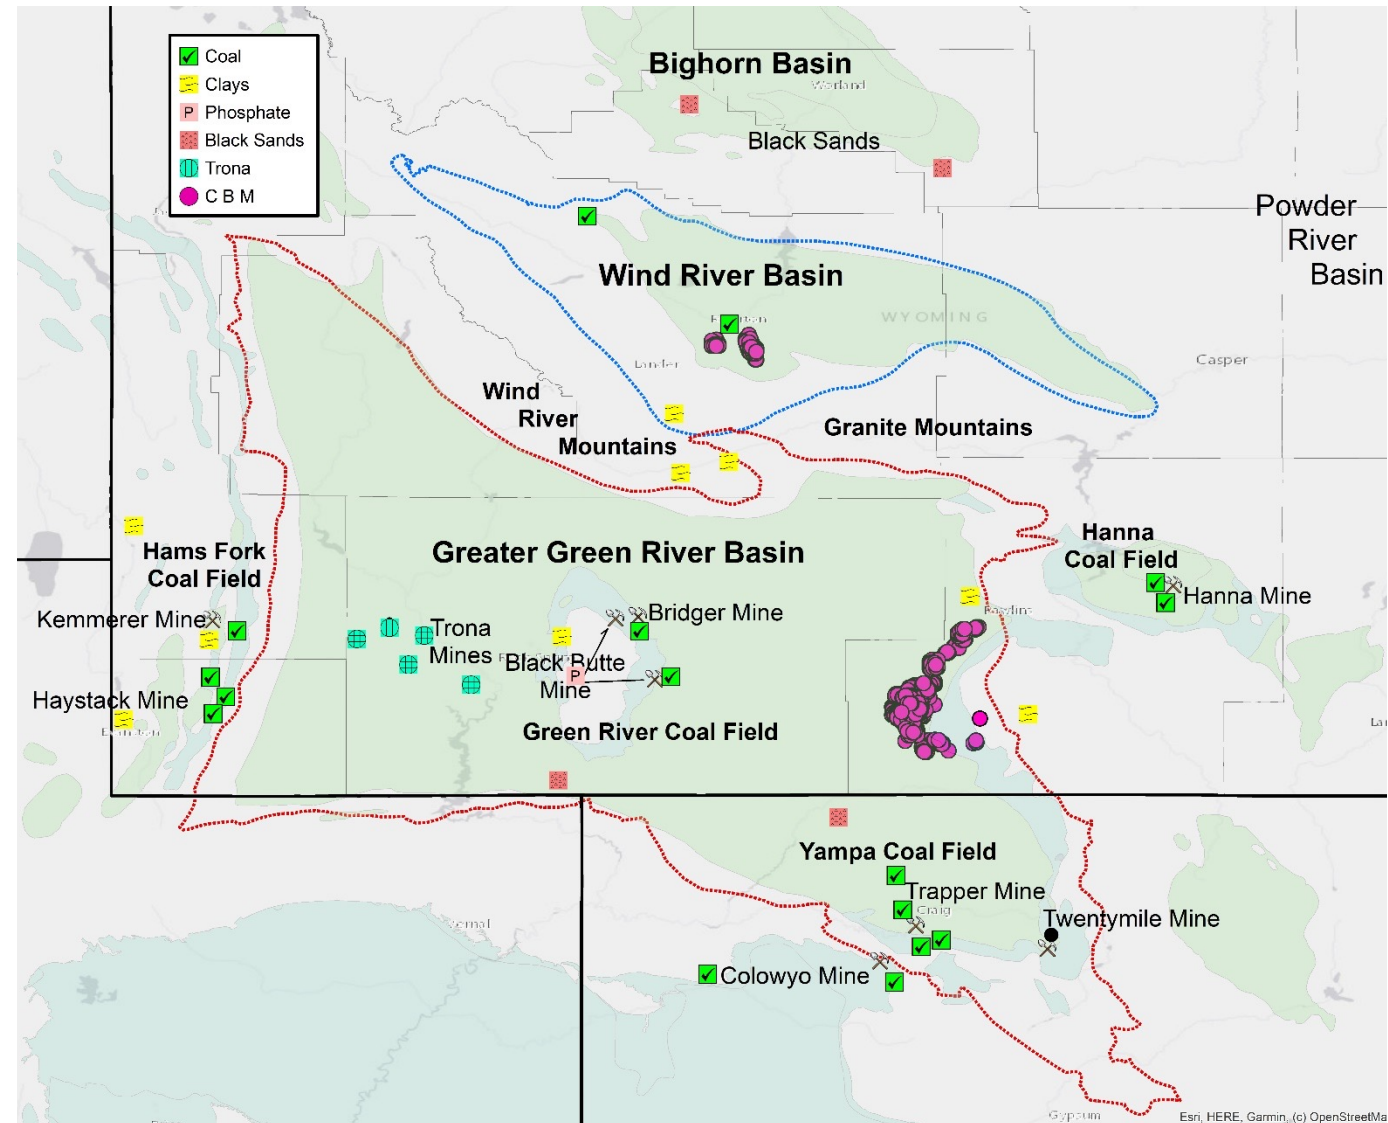 Coal
Clays
P Phosphate
Black Sands
Trona
C B M
Bighorn Basin
Worland
Black Sands
Powder
River
Basin
Wind River Basin
WYOMING
Lander
Casper
Wind
River
Mountains
Granite Mountains
Hams Fork
Coal Field
Greater Green River Basin
Hanna
Coal Field
Hanna Mine
Kemmerer Mine
Bridger Mine
Rawlins
Trona
Mines
Black Butte
Mine
P
Haystack Mine
Evanston
Green River Coal Field
Yampa Coal Field
Trapper Mine
Craig
Twentymile Mine
Vernal
Colowyo Mine
Gypsum
Esri, HERE, Garmin, (c) OpenStreetMa